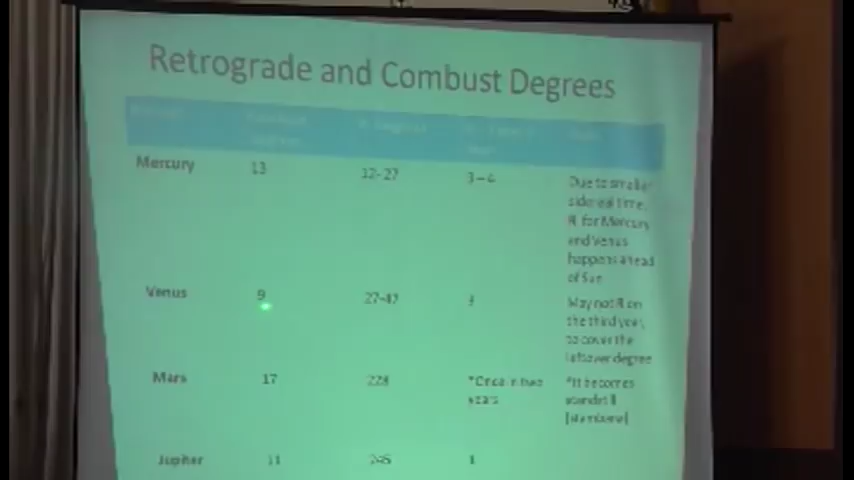 Retrograde and Combust Degrees
Mercury 13 12-27 3-4
Due to smaller
sidereal time,
R for Mercury
and Venus
happens ahead
of Sun
Venus 9 27-47
May not R on
the third year,
to cover the
leftover degree
Mars 17 228 *Once in two
years
*It becomes
Jupiter 11 245 1